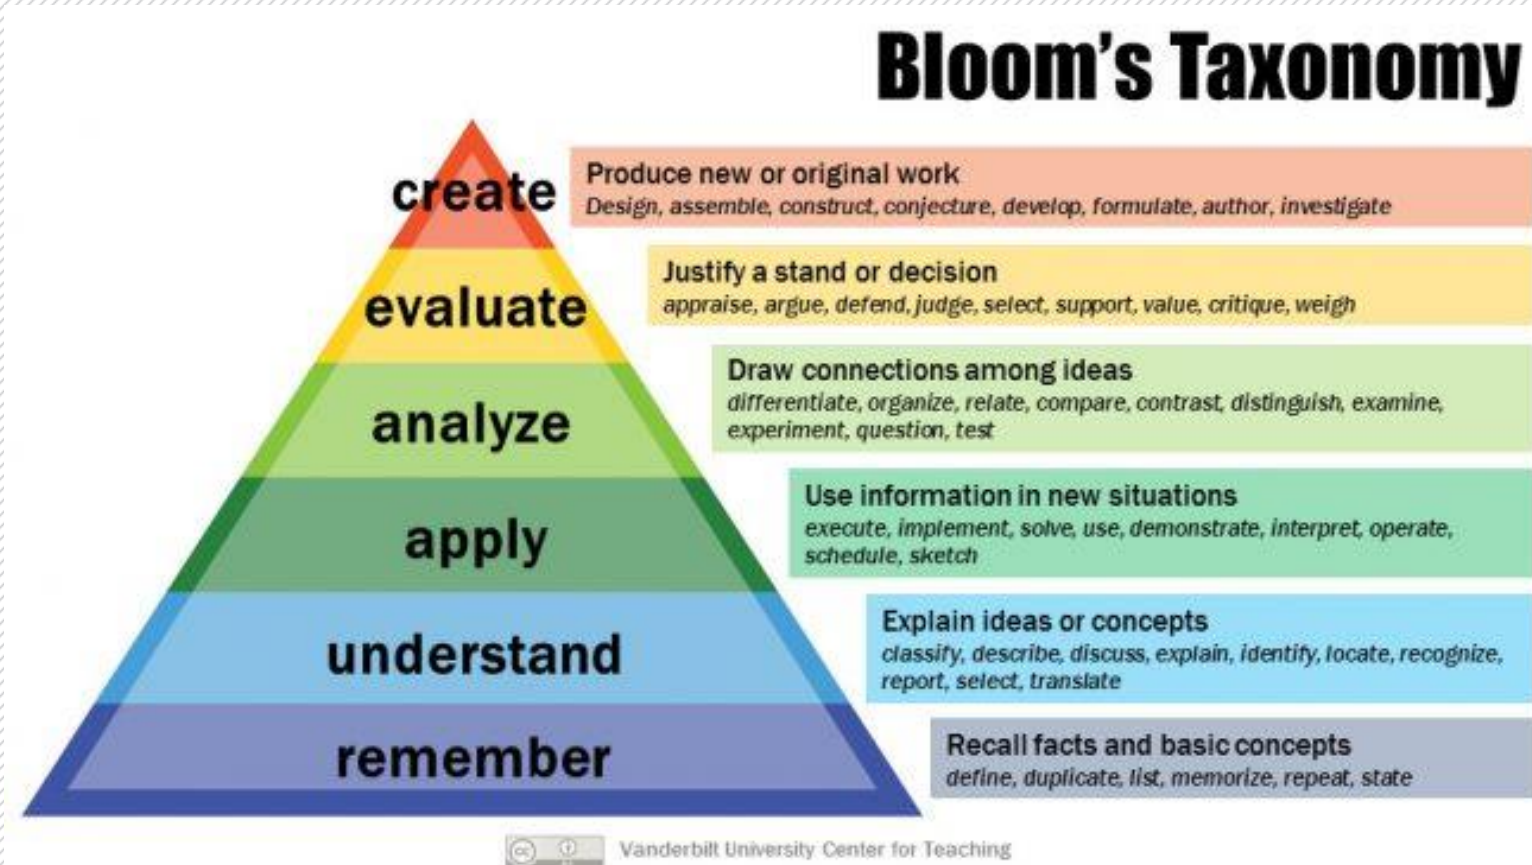 Bloom's Taxonomy
create
Produce new or original work
Design, assemble, construct, conjecture, develop, formulate, author, investigate
evaluate
Justify a stand or decision
appraise, argue, defend, judge, select, support, value, critique, weigh
analyze
Draw connections among ideas
differentiate, organize, relate, compare, contrast, distinguish, examine,
experiment, question, test
apply
Use information in new situations
execute, implement, solve, use, demonstrate, interpret, operate,
schedule, sketch
understand
Explain ideas or concepts
classify, describe, discuss, explain, identify, locate, recognize,
report, select, translate
remember
Recall facts and basic concepts
define, duplicate, list, memorize, repeat, state
cc
Vanderbilt University Center for Teaching